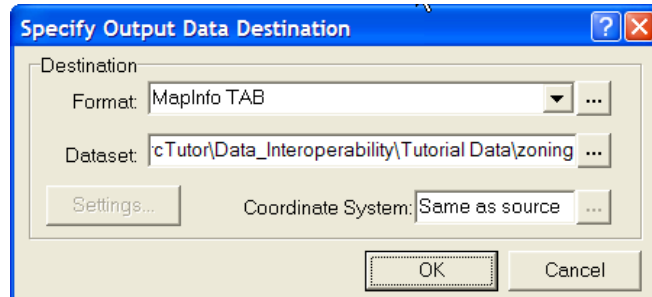 Specify Output Data Destination
Destination
Format: MapInfo TAB ...
Dataset: rcTutor\Data_Interoperability\Tutorial Data\zoning ...
Settings... Coordinate System: Same as source ...
OK Cancel